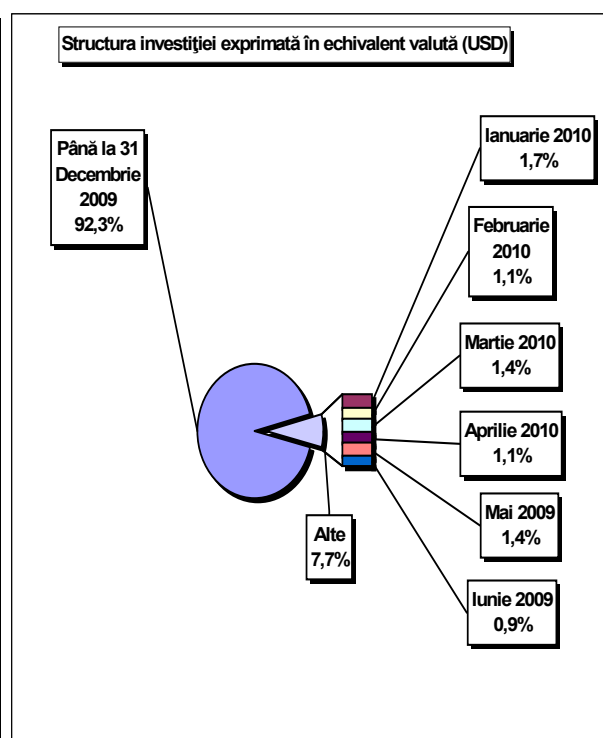 Structura investiţiei exprimată în echivalent valută (USD)
Până la 31
Decembrie
2009
92,3%
Ianuarie 2010
1,7%
Februarie
2010
1,1%
Martie 2010
1,4%
Aprilie 2010
1,1%
Mai 2009
1,4%
Iunie 2009
0,9%
Alte
7,7%